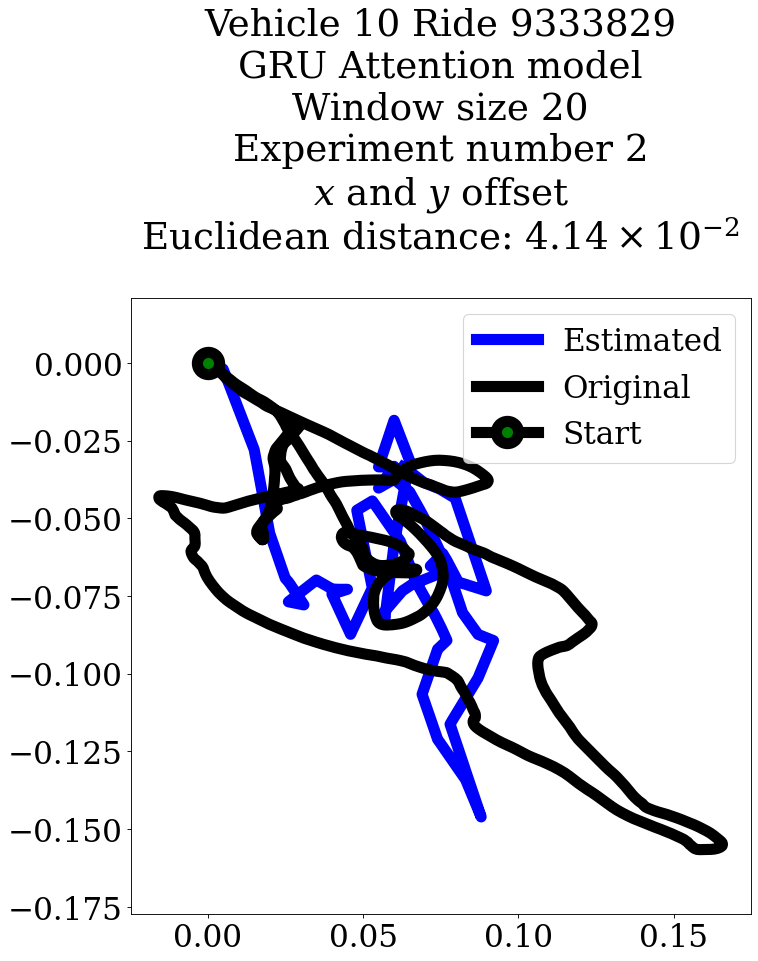 Vehicle 10 Ride 9333829
GRU Attention model
Window size 20
Experiment number 2
x and y offset
Euclidean distance: 4.14 × 10⁻²
Estimated
Original
Start
0.000
−0.025
−0.050
−0.075
−0.100
−0.125
−0.150
−0.175
0.00 0.05 0.10 0.15